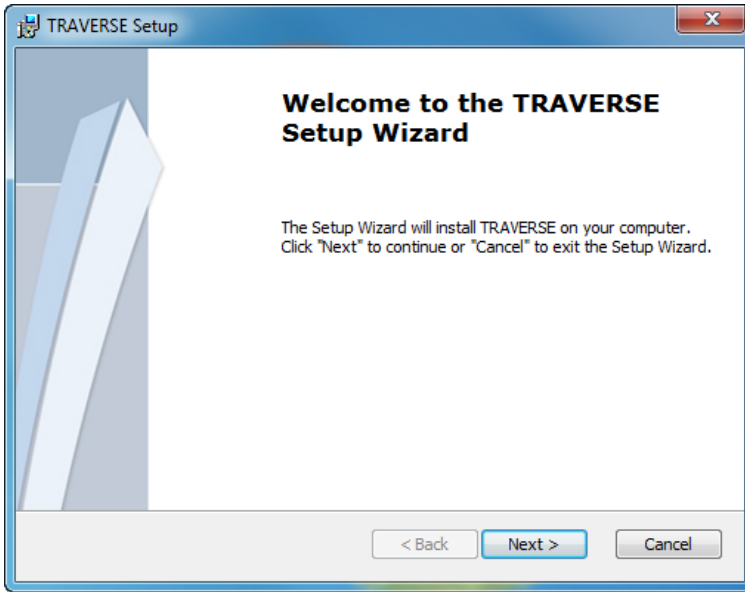 TRAVERSE Setup
Welcome to the TRAVERSE
Setup Wizard
The Setup Wizard will install TRAVERSE on your computer.
Click "Next" to continue or "Cancel" to exit the Setup Wizard.
< Back Next > Cancel